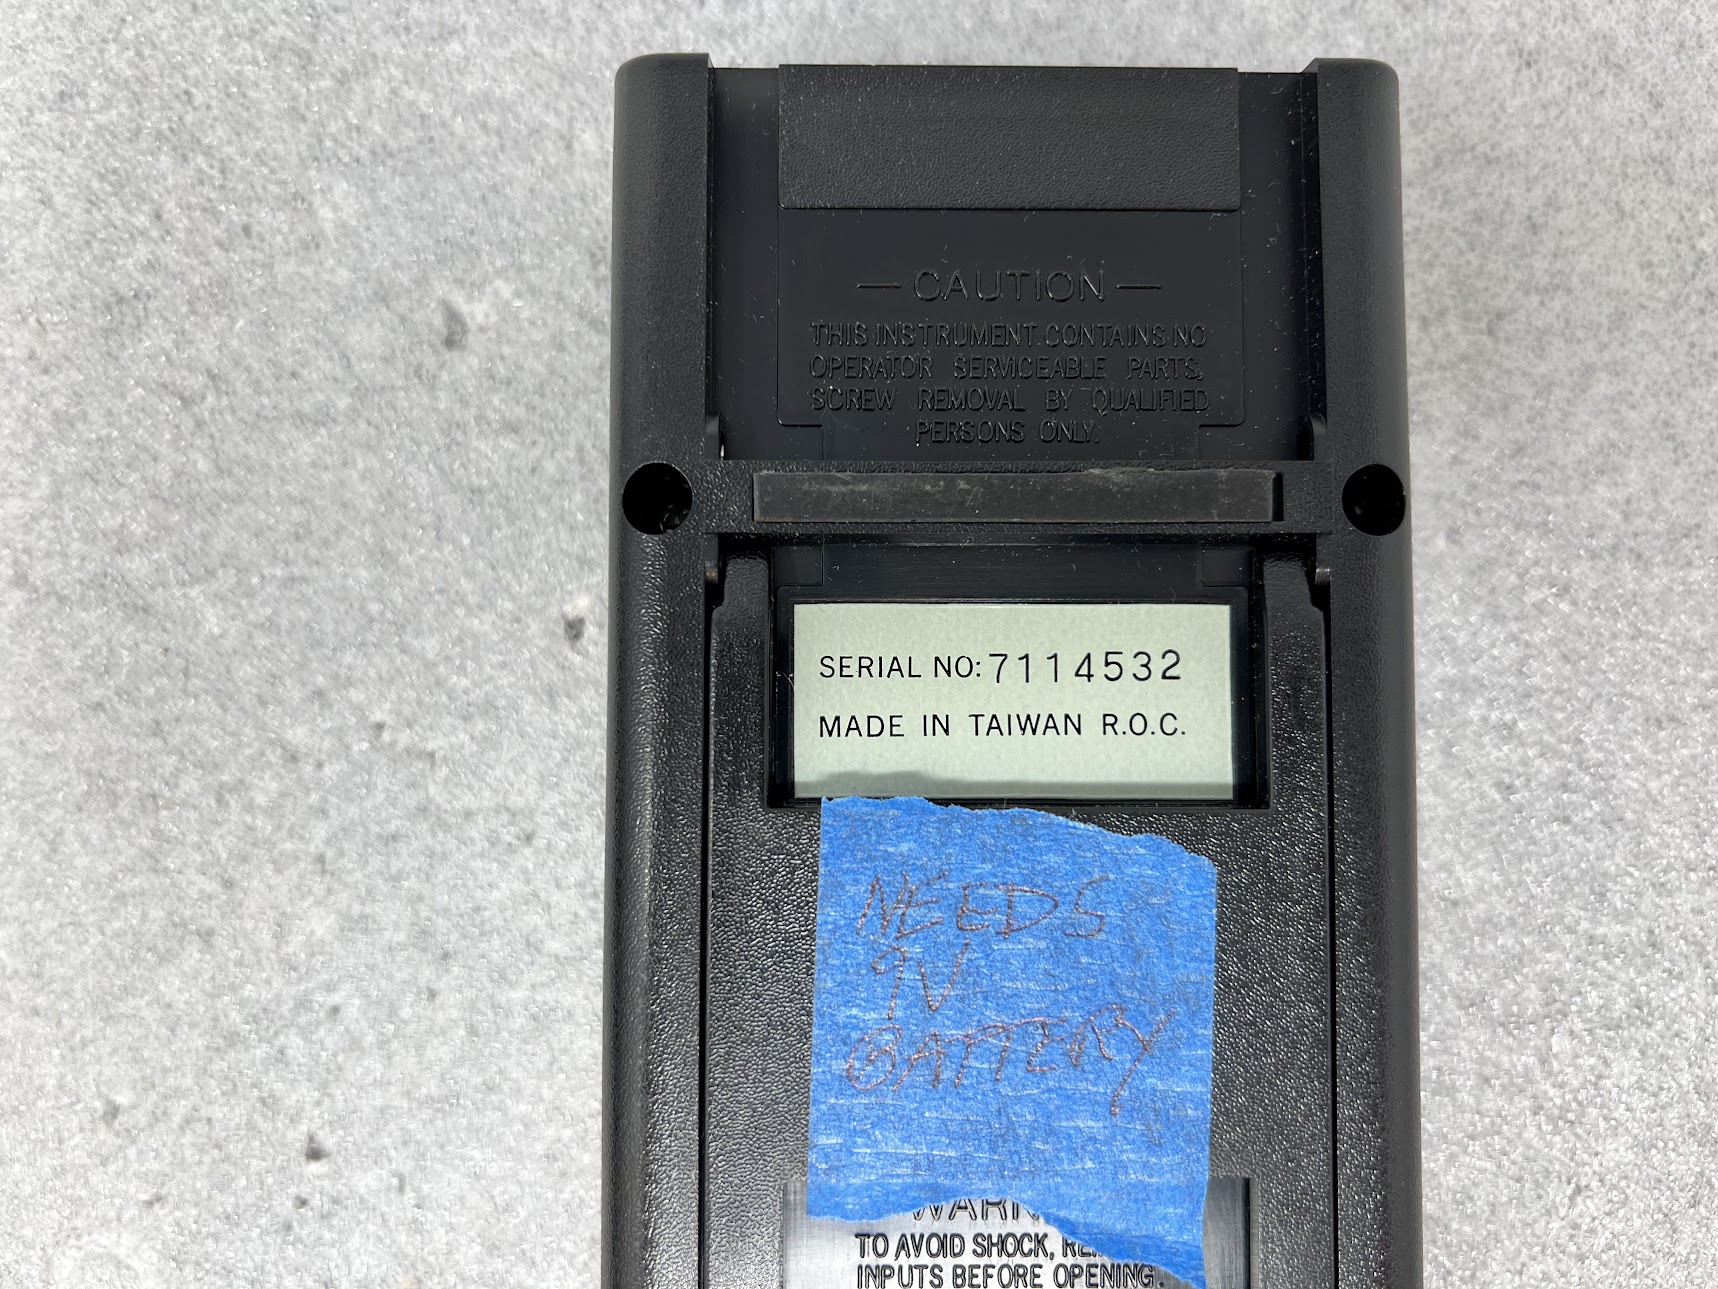 — CAUTION —
THIS INSTRUMENT CONTAINS NO
OPERATOR SERVICEABLE PARTS.
SCREW REMOVAL BY QUALIFIED
PERSONS ONLY.
SERIAL NO: 7114532
MADE IN TAIWAN R.O.C.
NEEDS
9V
BATTERY
TO AVOID SHOCK,
INPUTS BEFORE OPENING.